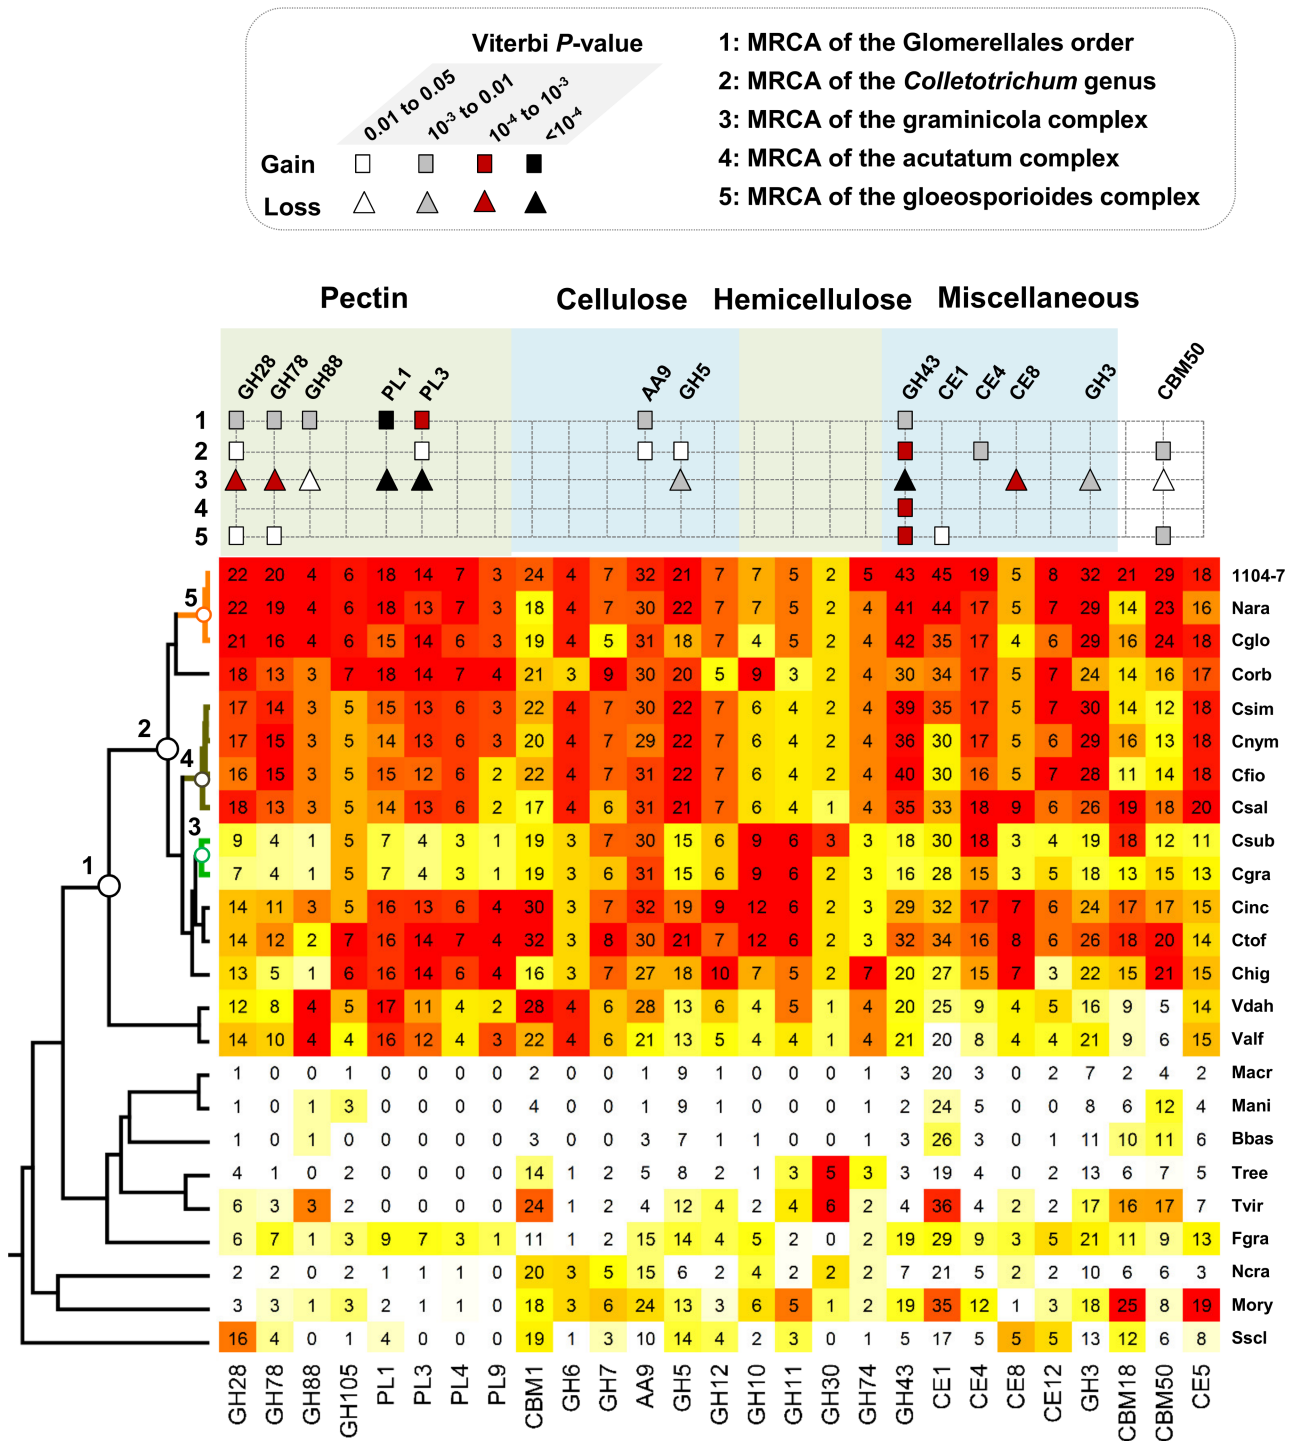 Viterbi P-value
0.01 to 0.05
10-3 to 0.01
10-4 to 10-3
<10-4
Gain
Loss
1: MRCA of the Glomerellales order
2: MRCA of the Colletotrichum genus
3: MRCA of the graminicola complex
4: MRCA of the acutatum complex
5: MRCA of the gloeosporioides complex
Pectin Cellulose Hemicellulose Miscellaneous
GH28 GH78 GH88 PL1 PL3 AA9 GH5 GH43 CE1 CE4 CE8 GH3 CBM50
1
2
3
4
5
22 20 4 6 18 14 7 3 24 4 7 32 21 7 7 5 2 5 43 45 19 5 8 32 21 29 18 1104-7
22 19 4 6 18 13 7 3 18 4 7 30 22 7 7 5 2 4 41 44 17 5 7 29 14 23 16 Nara
21 16 4 6 15 14 6 3 19 4 5 31 18 7 4 5 2 4 42 35 17 4 6 29 16 24 18 Cglo
18 13 3 7 18 14 7 4 21 3 9 30 20 5 9 3 2 4 30 34 17 5 7 24 14 16 17 Corb
17 14 3 5 15 13 6 3 22 4 7 30 22 7 6 4 2 4 39 35 17 5 7 30 14 12 18 Csim
17 15 3 5 14 13 6 3 20 4 7 29 22 7 6 4 2 4 36 30 17 5 6 29 16 13 18 Cnym
16 15 3 5 15 12 6 2 22 4 7 31 22 7 6 4 2 4 40 30 16 5 7 28 11 14 18 Cfio
18 13 3 5 14 13 6 2 17 4 6 31 21 7 6 4 1 4 35 33 18 9 6 26 19 18 20 Csal
9 4 1 5 7 4 3 1 19 3 7 30 15 6 9 6 3 3 18 30 18 3 4 19 18 12 11 Csub
7 4 1 5 7 4 3 1 19 3 6 31 15 6 9 6 2 3 16 28 15 3 5 18 13 15 13 Cgra
14 11 3 5 16 13 6 4 30 3 7 32 19 9 12 6 2 3 29 32 17 7 6 24 17 17 15 Cinc
14 12 2 7 16 14 7 4 32 3 8 30 21 7 12 6 2 3 32 34 16 8 6 26 18 20 14 Ctof
13 5 1 6 16 14 6 4 16 3 7 27 18 10 7 5 2 7 20 27 15 7 3 22 15 21 15 Chig
12 8 4 5 17 11 4 2 28 4 6 28 13 6 4 5 1 4 20 25 9 4 5 16 9 5 14 Vdah
14 10 4 4 16 12 4 3 22 4 6 21 13 5 4 4 1 4 21 20 8 4 4 21 9 6 15 Valf
1 0 0 1 0 0 0 0 2 0 0 1 9 1 0 0 0 1 3 20 3 0 2 7 2 4 2 Macr
1 0 1 3 0 0 0 0 4 0 0 1 9 1 0 0 0 1 2 24 5 0 0 8 6 12 4 Mani
1 0 1 0 0 0 0 0 3 0 0 3 7 1 1 0 0 1 3 26 3 0 1 11 10 11 6 Bbas
4 1 0 2 0 0 0 0 14 1 2 5 8 2 1 3 5 3 3 19 4 0 2 13 6 7 5 Tree
6 3 3 2 0 0 0 0 24 1 2 4 12 4 2 4 6 2 4 36 4 2 2 17 16 17 7 Tvir
6 7 1 3 9 7 3 1 11 1 2 15 14 4 5 2 0 2 19 29 9 3 5 21 11 9 13 Fgra
2 2 0 2 1 1 1 0 20 3 5 15 6 2 4 2 2 2 7 21 5 2 2 10 6 6 3 Ncra
3 3 1 3 2 1 1 0 18 3 6 24 13 3 6 5 1 2 19 35 12 1 3 18 25 8 19 Mory
16 4 0 1 4 0 0 0 19 1 3 10 14 4 2 3 0 1 5 17 5 5 5 13 12 6 8 Sscl
5
2
4
3
1
GH28 GH78 GH88 GH105 PL1 PL3 PL4 PL9 CBM1 GH6 GH7 AA9 GH5 GH12 GH10 GH11 GH30 GH74 GH43 CE1 CE4 CE8 CE12 GH3 CBM18 CBM50 CE5